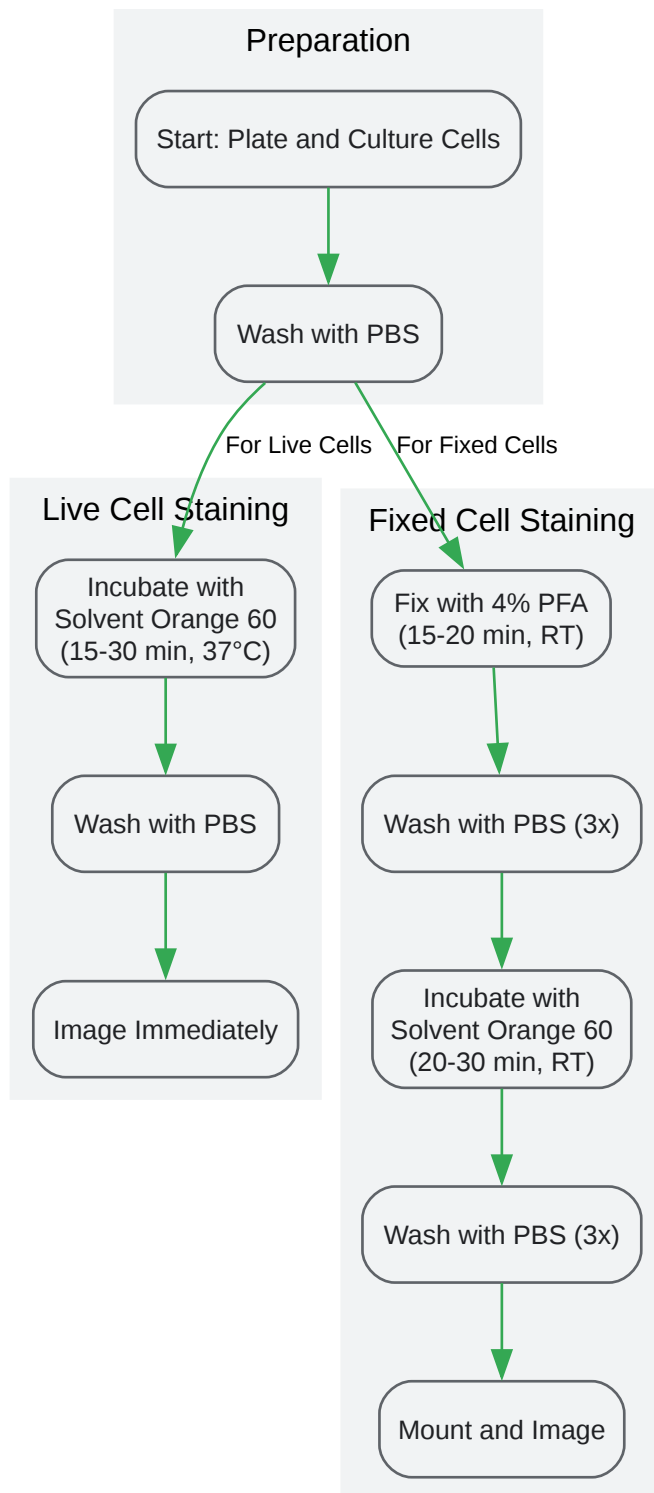 Preparation
Start: Plate and Culture Cells
Wash with PBS
For Live Cells
For Fixed Cells
Live Cell Staining
Incubate with
Solvent Orange 60
(15-30 min, 37°C)
Wash with PBS
Image Immediately
Fixed Cell Staining
Fix with 4% PFA
(15-20 min, RT)
Wash with PBS (3x)
Incubate with
Solvent Orange 60
(20-30 min, RT)
Wash with PBS (3x)
Mount and Image